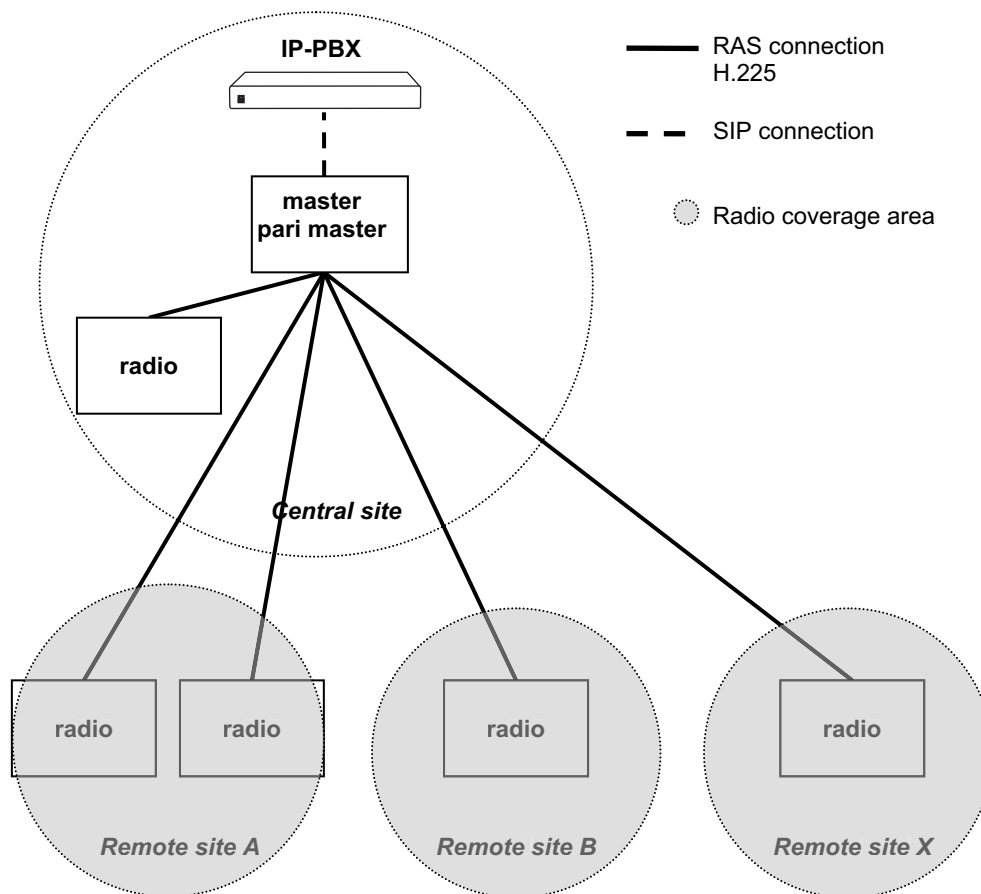 IP-PBX
RAS connection
H.225
SIP connection
Radio coverage area
master
pari master
radio
Central site
radio
radio
radio
radio
Remote site A
Remote site B
Remote site X